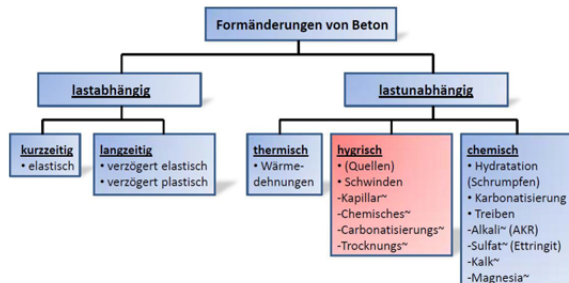 Formänderungen von Beton
lastabhängig
lastunabhängig
kurzzeitig
• elastisch
langzeitig
• verzögert elastisch
• verzögert plastisch
thermisch
• Wärme-
dehnungen
hygrisch
• (Quellen)
• Schwinden
-Kapillar~
-Chemisches~
-Carbonatisierungs~
-Trocknungs~
chemisch
• Hydratation
(Schrumpfen)
• Karbonatisierung
• Treiben
-Alkali~ (AKR)
-Sulfat~ (Ettringit)
-Kalk~
-Magnesia~